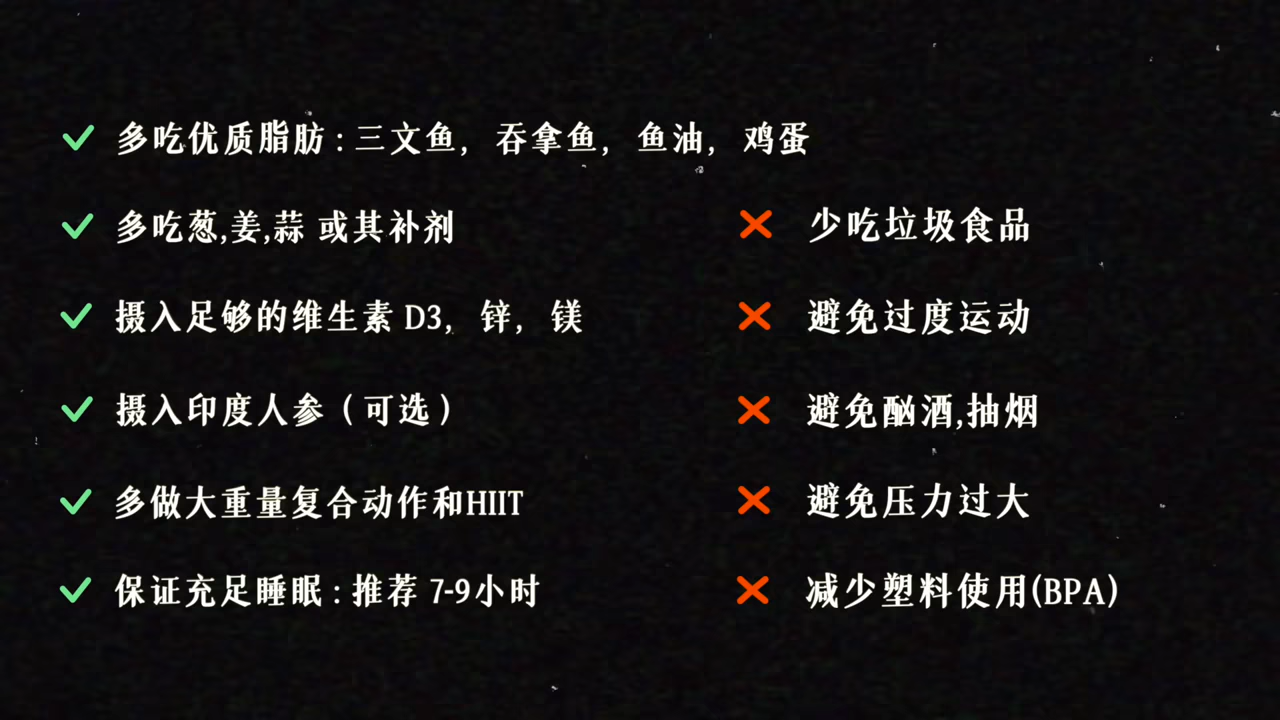 多吃优质脂肪：三文鱼，吞拿鱼，鱼油，鸡蛋
多吃葱,姜,蒜 或其补剂
摄入足够的维生素 D3，锌，镁
摄入印度人参（可选）
多做大重量复合动作和HIIT
保证充足睡眠：推荐 7-9小时
少吃垃圾食品
避免过度运动
避免酗酒,抽烟
避免压力过大
减少塑料使用(BPA)